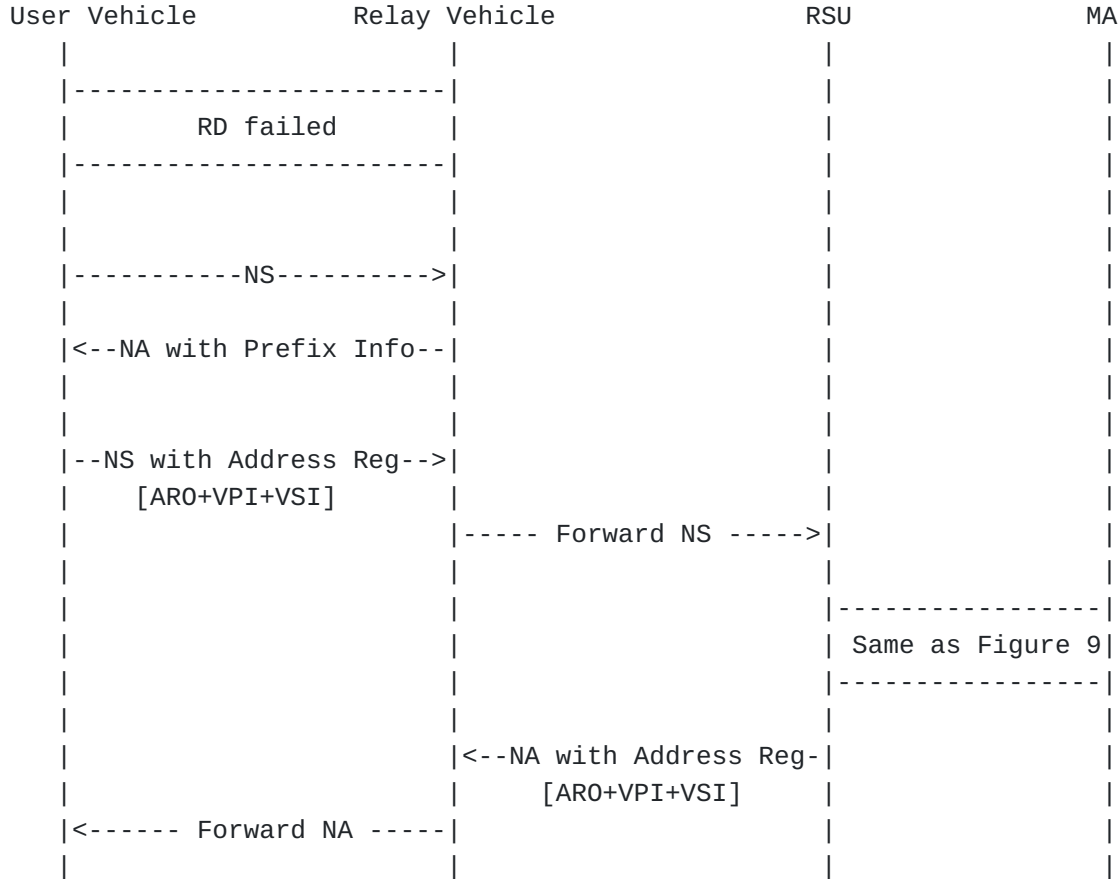 User Vehicle Relay Vehicle RSU MA
RD failed
NS
NA with Prefix Info
NS with Address Reg
[ARO+VPI+VSI]
Forward NS
Same as Figure 9
NA with Address Reg
[ARO+VPI+VSI]
Forward NA